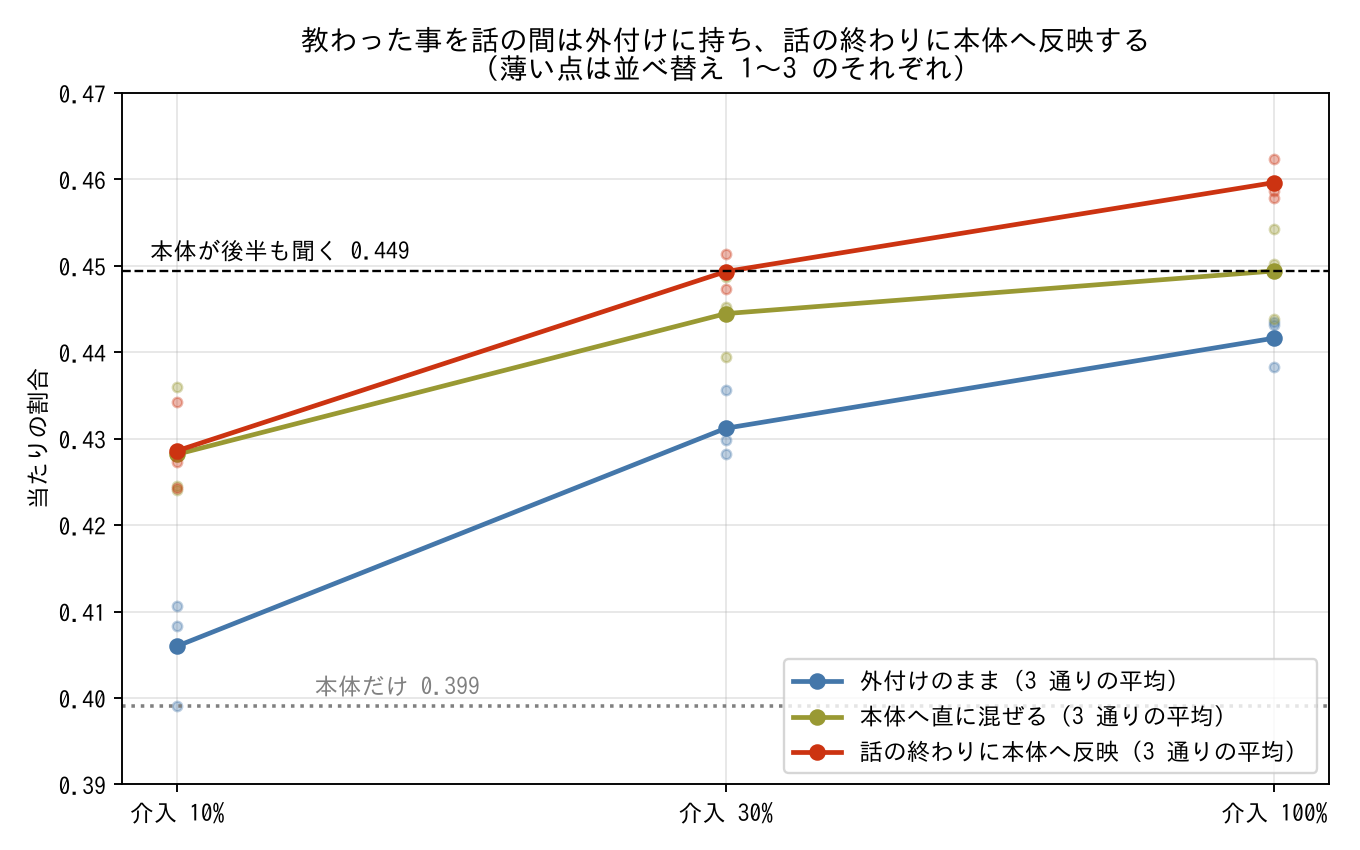 教わった事を話の間は外付けに持ち、話の終わりに本体へ反映する
（薄い点は並べ替え 1～3 のそれぞれ）
0.47
0.46
0.45
0.44
0.43
0.42
0.41
0.40
0.39
当たりの割合
本体が後半も聞く 0.449
本体だけ 0.399
外付けのまま（3 通りの平均）
本体へ直に混ぜる（3 通りの平均）
話の終わりに本体へ反映（3 通りの平均）
介入 10%
介入 30%
介入 100%